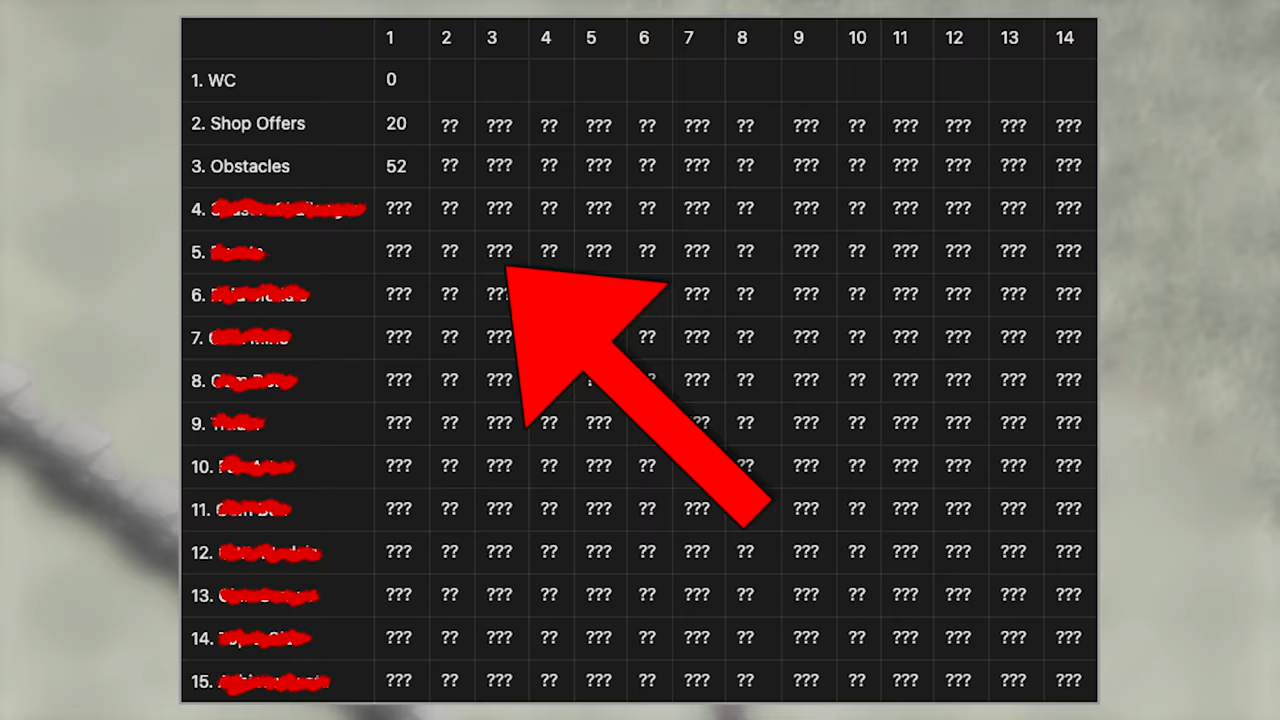 1 2 3 4 5 6 7 8 9 10 11 12 13 14
1. WC 0
2. Shop Offers 20 ?? ??? ?? ??? ?? ??? ?? ??? ?? ??? ??? ??? ???
3. Obstacles 52 ?? ??? ?? ??? ?? ??? ?? ??? ?? ??? ??? ??? ???
4. ??? ?? ??? ?? ??? ?? ??? ?? ??? ?? ??? ??? ??? ???
5. ??? ?? ??? ?? ??? ?? ??? ?? ??? ?? ??? ??? ??? ???
6. ??? ?? ??? ??? ?? ??? ?? ??? ??? ??? ???
7. ??? ?? ??? ?? ??? ?? ??? ?? ??? ??? ??? ???
8. ??? ?? ??? ??? ?? ??? ?? ??? ??? ??? ???
9. ??? ?? ??? ?? ??? ?? ??? ?? ??? ??? ??? ???
10. ??? ?? ??? ?? ??? ?? ?? ??? ?? ??? ??? ??? ???
11. ??? ?? ??? ?? ??? ?? ??? ?? ??? ?? ??? ??? ??? ???
12. ??? ?? ??? ?? ??? ?? ??? ?? ??? ?? ??? ??? ??? ???
13. ??? ?? ??? ?? ??? ?? ??? ?? ??? ?? ??? ??? ??? ???
14. ??? ?? ??? ?? ??? ?? ??? ?? ??? ?? ??? ??? ??? ???
15. ??? ?? ??? ?? ??? ?? ??? ?? ??? ?? ??? ??? ??? ???